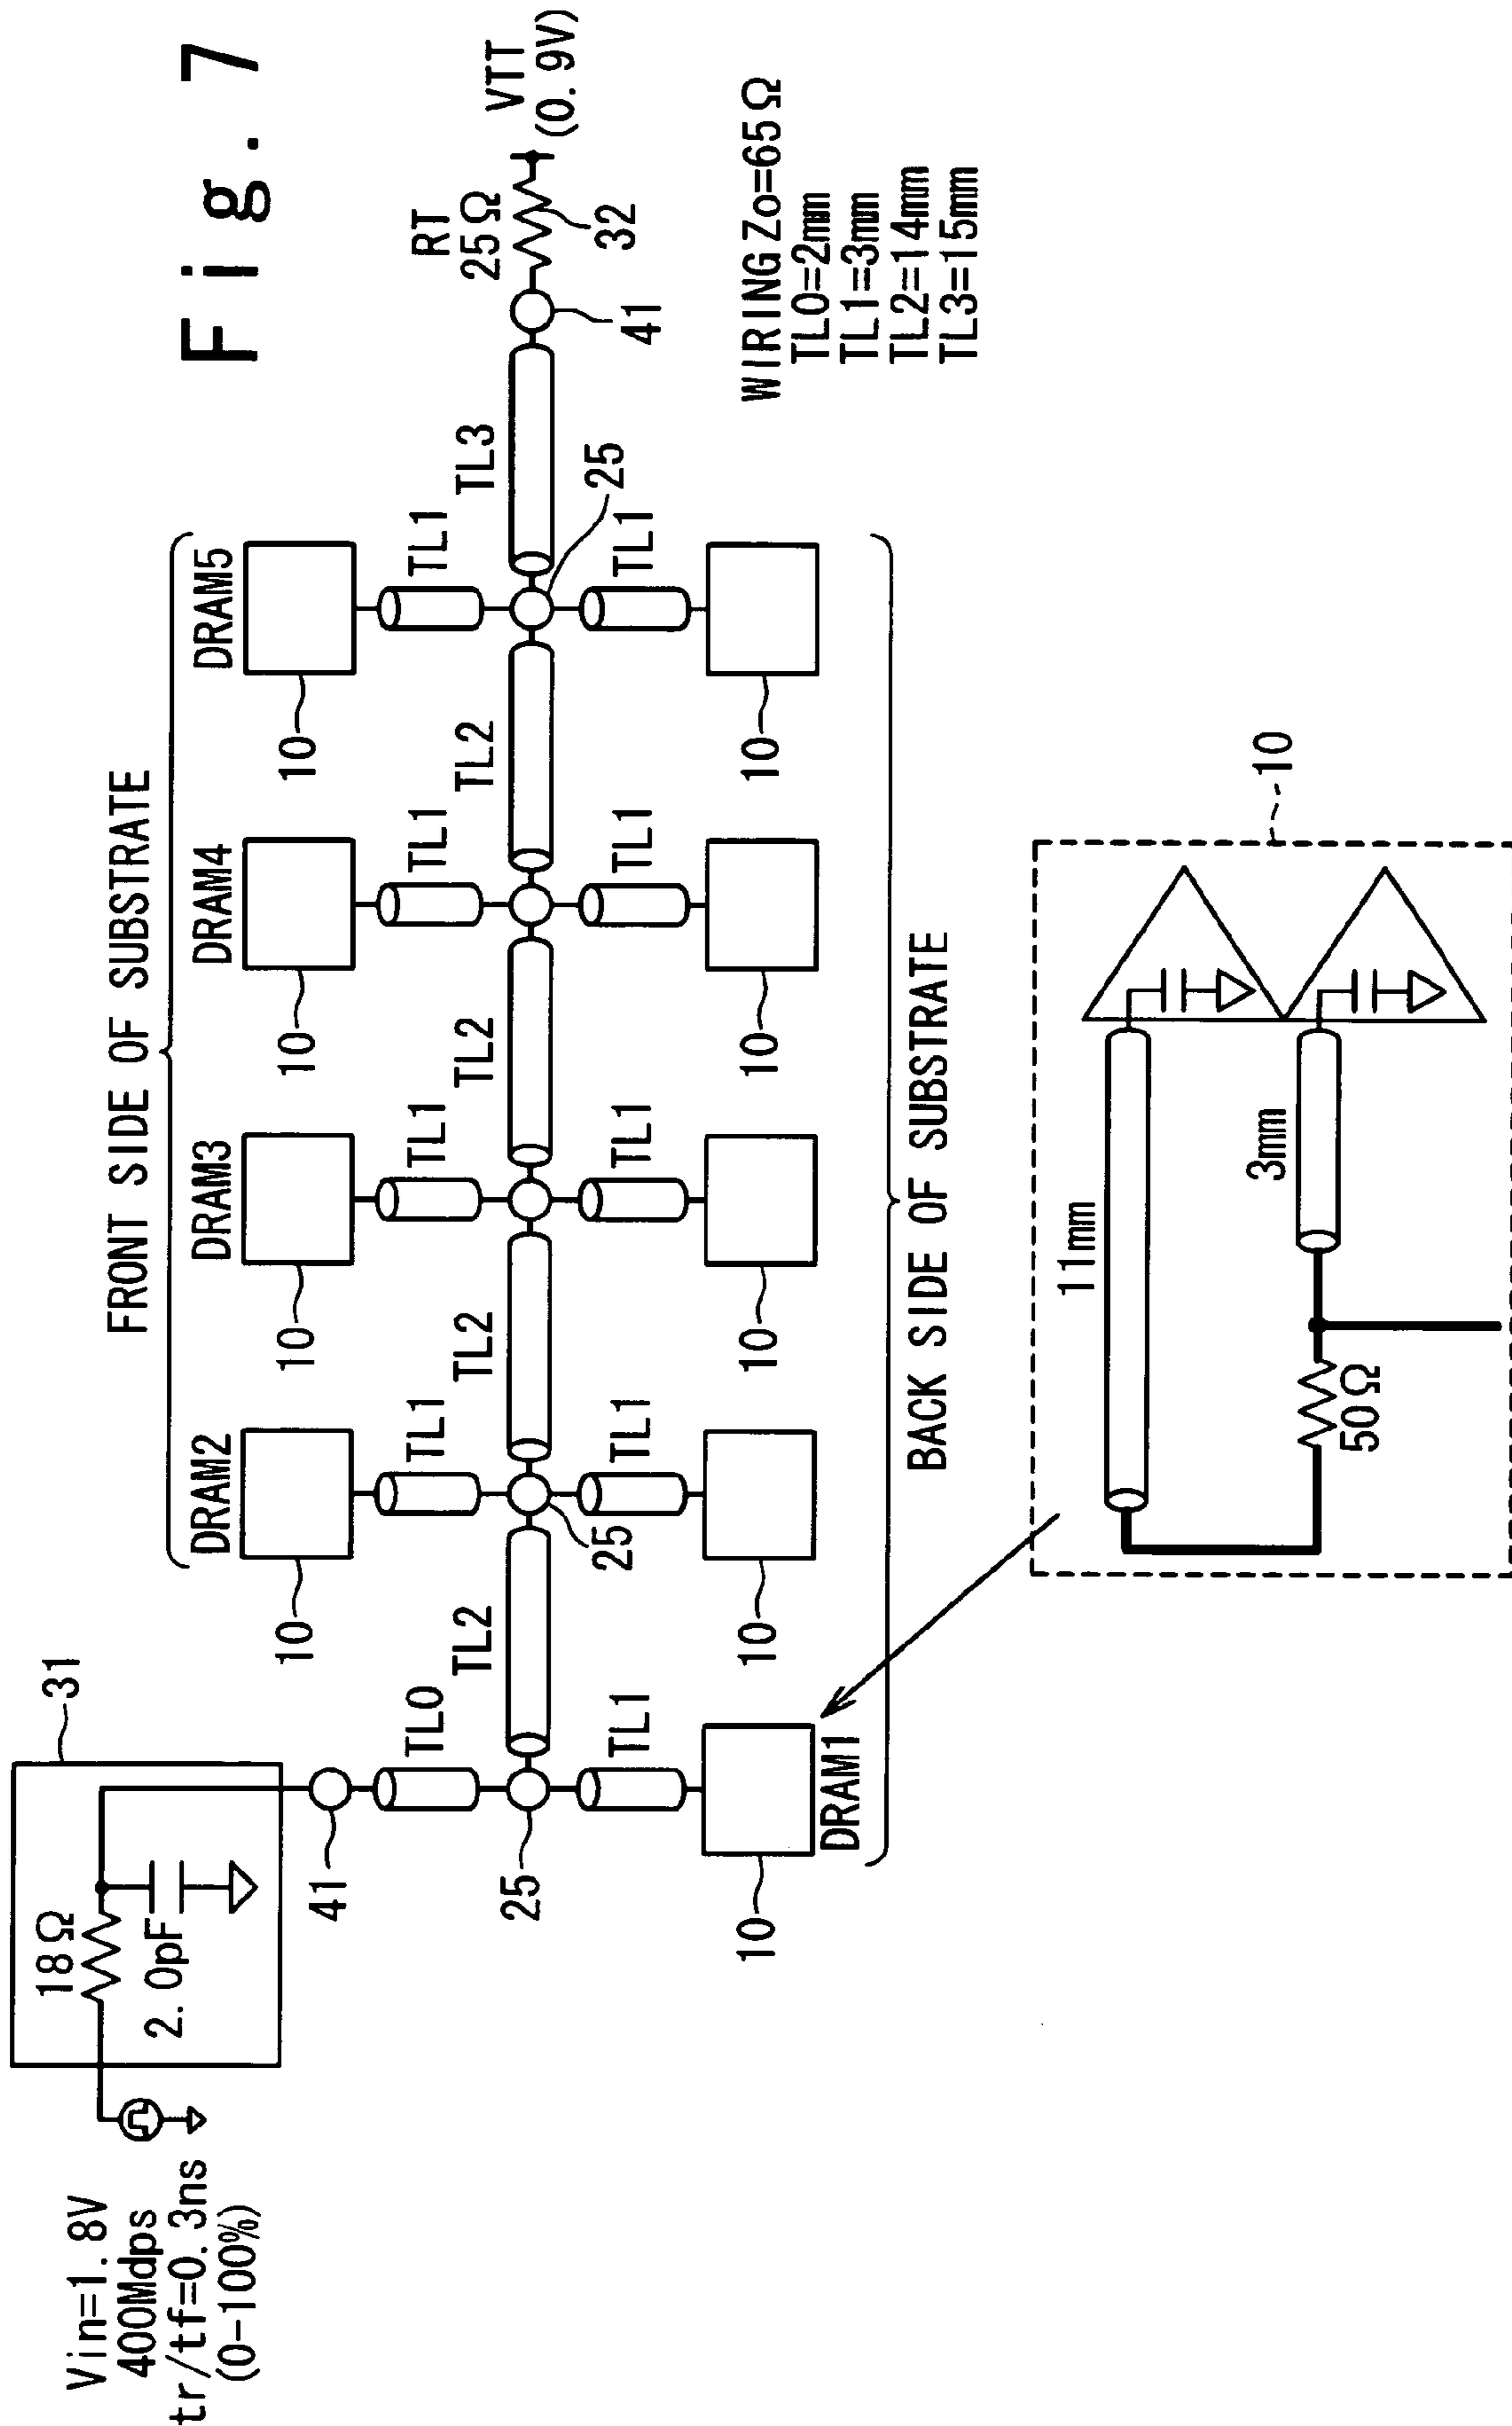 Fig. 7
Vin=1.8V
400Mdps
tr/tf=0.3ns
(0-100%)
18Ω
2.0pF
31
41
TL0
25
TL1
10
DRAM1
FRONT SIDE OF SUBSTRATE
DRAM2
DRAM3
DRAM4
DRAM5
10
10
10
10
TL1
TL1
TL1
TL1
TL2
TL2
TL2
TL2
TL3
25
25
TL1
TL1
TL1
TL1
10
10
10
10
BACK SIDE OF SUBSTRATE
RT
25Ω
32
41
VTT
(0.9V)
WIRING Zo=65Ω
TL0=2mm
TL1=3mm
TL2=14mm
TL3=15mm
10
11mm
3mm
50Ω